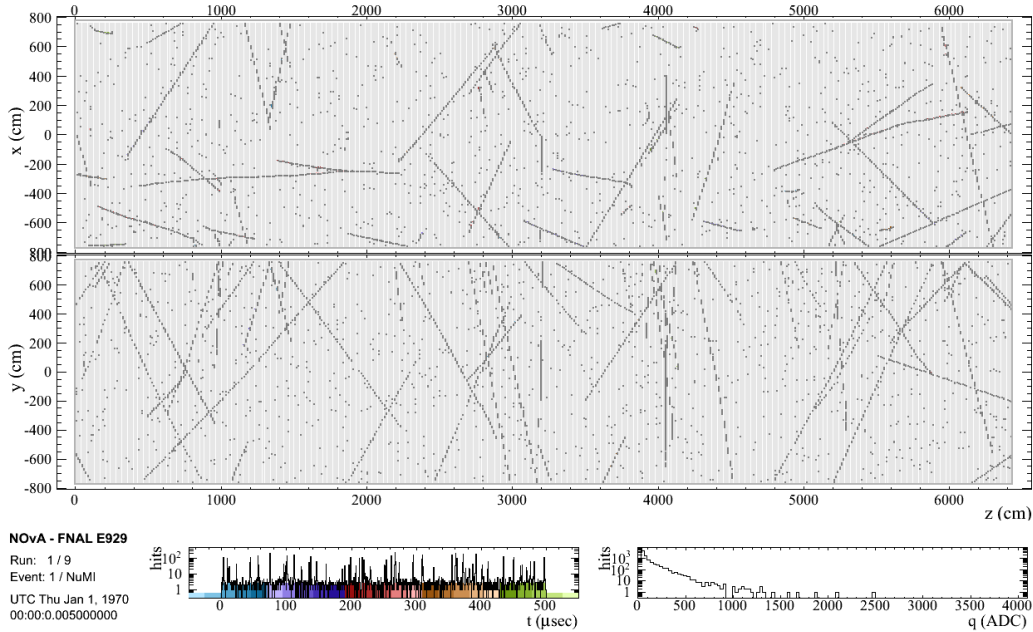 0 1000 2000 3000 4000 5000 6000
800
600
400
200
0
-200
-400
-600
800
x (cm)
800
600
400
200
0
-200
-400
-600
-800
y (cm)
0 1000 2000 3000 4000 5000 6000
z (cm)
NOvA - FNAL E929
Run: 1 / 9
Event: 1 / NuMI
UTC Thu Jan 1, 1970
00:00:0.005000000
hits
10²
10
1
0 100 200 300 400 500
t (μsec)
hits
10³
10²
10
1
0 500 1000 1500 2000 2500 3000 3500 4000
q (ADC)